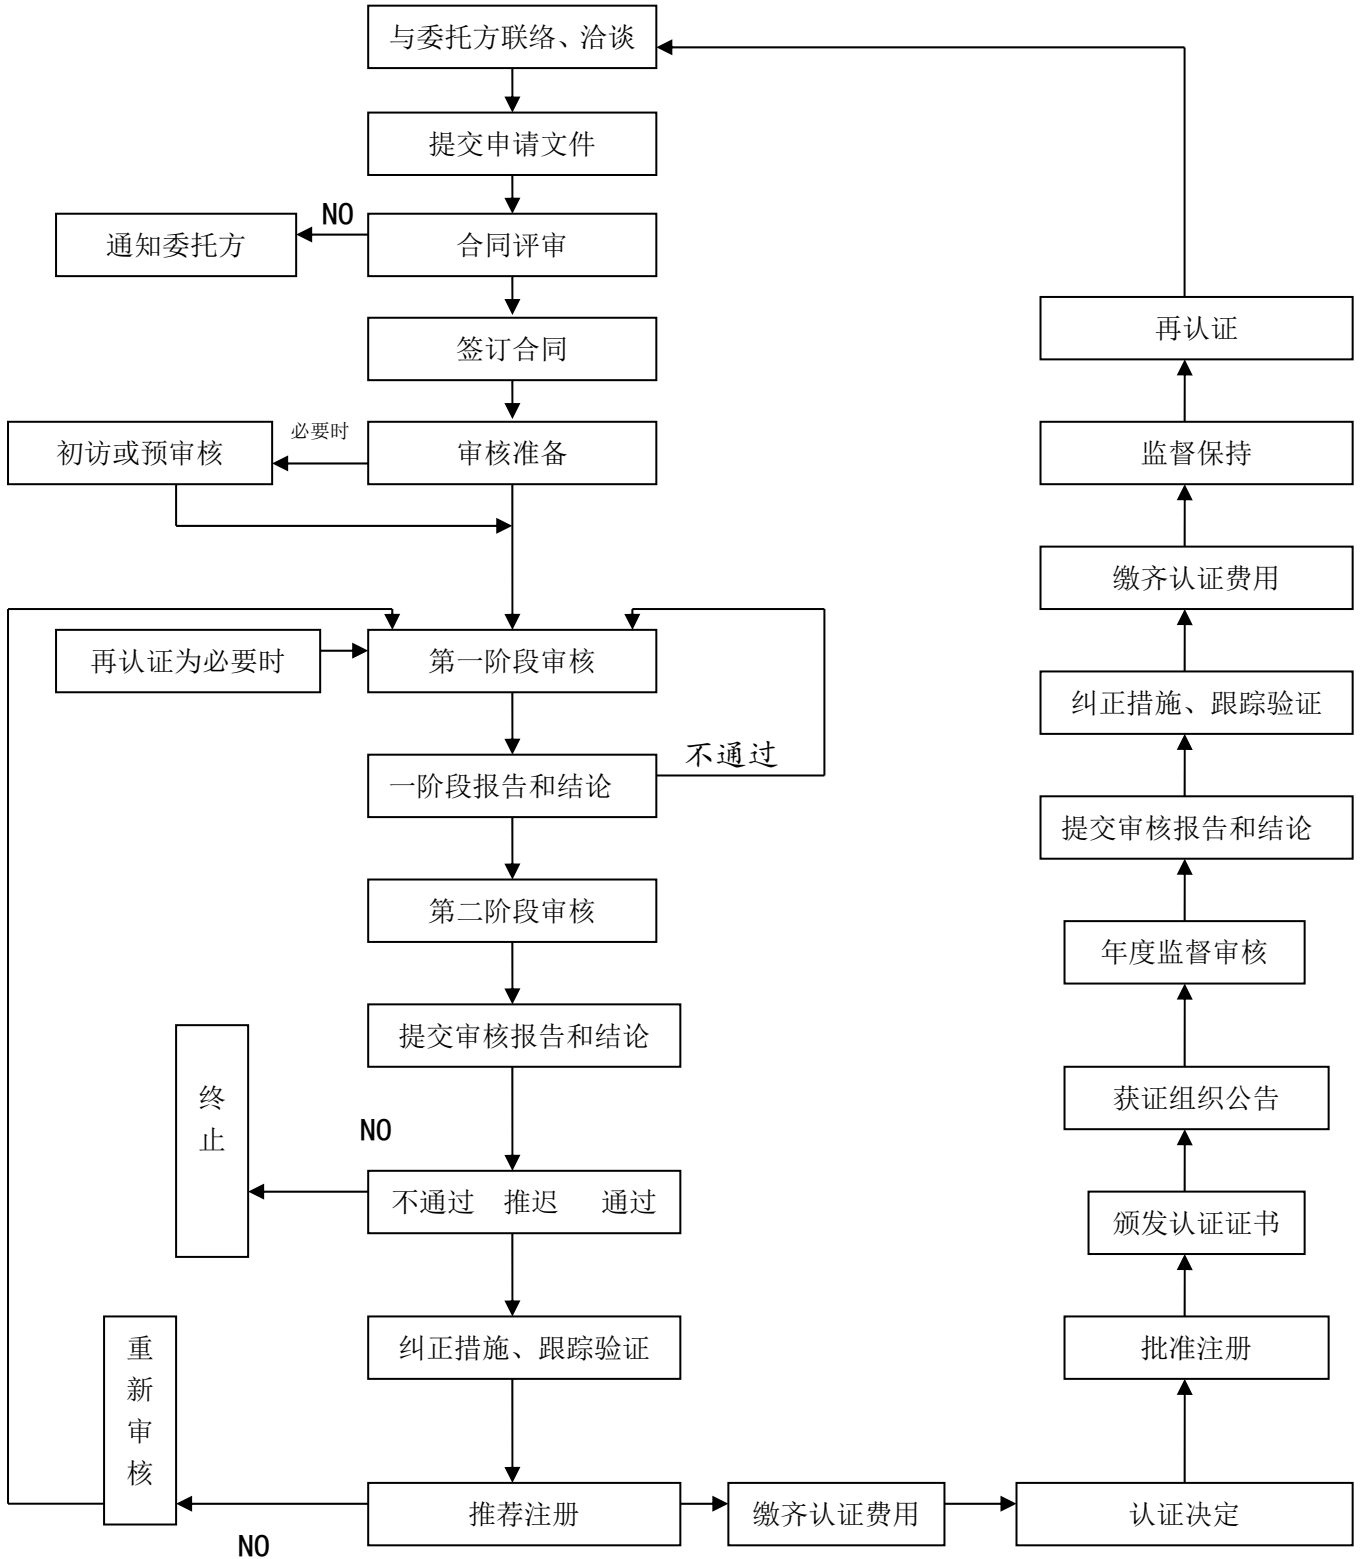 与委托方联络、洽谈
提交申请文件
NO
通知委托方
合同评审
签订合同
必要时
初访或预审核
审核准备
再认证为必要时
第一阶段审核
不通过
一阶段报告和结论
第二阶段审核
提交审核报告和结论
终
止
NO
不通过 推迟 通过
纠正措施、跟踪验证
重
新
审
核
推荐注册
NO
缴齐认证费用
认证决定
批准注册
颁发认证证书
获证组织公告
年度监督审核
提交审核报告和结论
纠正措施、跟踪验证
缴齐认证费用
监督保持
再认证